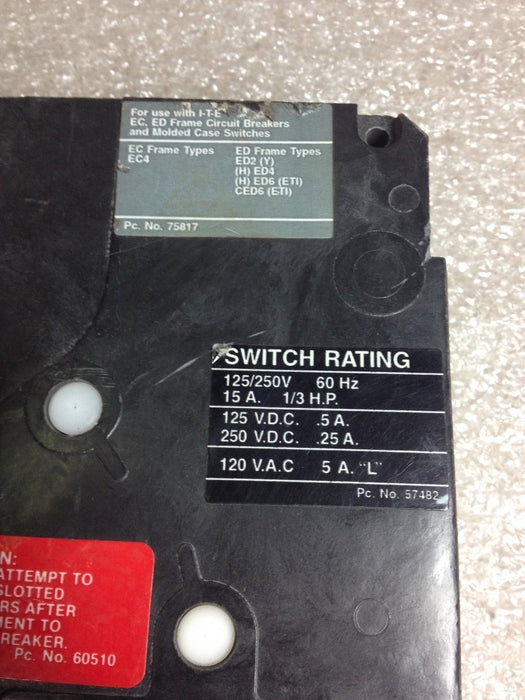 For use with I-T-E
EC, ED Frame Circuit Breakers
and Molded Case Switches
EC Frame Types
EC4
ED Frame Types
ED2 (Y)
(H) ED4
(H) ED6 (ETI)
CED6 (ETI)
Pc. No. 75817
SWITCH RATING
125/250V 60 Hz
15 A. 1/3 H.P.
125 V.D.C. .5 A.
250 V.D.C. .25 A.
120 V.A.C 5 A. "L"
Pc. No. 57482
N:
ATTEMPT TO
SLOTTED
RS AFTER
MENT TO
REAKER.
Pc. No. 60510